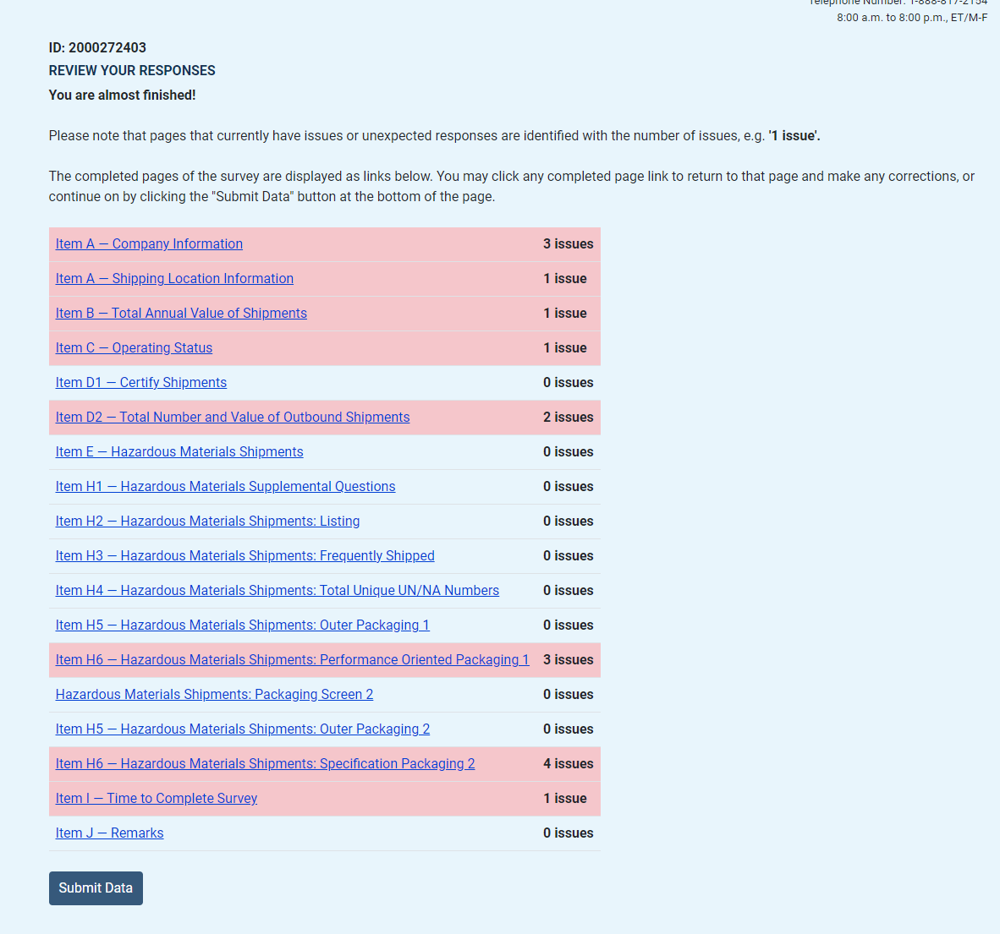 Telephone Number: 1-888-817-2154
8:00 a.m. to 8:00 p.m., ET/M-F
ID: 2000272403
REVIEW YOUR RESPONSES
You are almost finished!
Please note that pages that currently have issues or unexpected responses are identified with the number of issues, e.g. '1 issue'.
The completed pages of the survey are displayed as links below. You may click any completed page link to return to that page and make any corrections, or
continue on by clicking the "Submit Data" button at the bottom of the page.
Item A — Company Information 3 issues
Item A — Shipping Location Information 1 issue
Item B — Total Annual Value of Shipments 1 issue
Item C — Operating Status 1 issue
Item D1 — Certify Shipments 0 issues
Item D2 — Total Number and Value of Outbound Shipments 2 issues
Item E — Hazardous Materials Shipments 0 issues
Item H1 — Hazardous Materials Supplemental Questions 0 issues
Item H2 — Hazardous Materials Shipments: Listing 0 issues
Item H3 — Hazardous Materials Shipments: Frequently Shipped 0 issues
Item H4 — Hazardous Materials Shipments: Total Unique UN/NA Numbers 0 issues
Item H5 — Hazardous Materials Shipments: Outer Packaging 1 0 issues
Item H6 — Hazardous Materials Shipments: Performance Oriented Packaging 1 3 issues
Hazardous Materials Shipments: Packaging Screen 2 0 issues
Item H5 — Hazardous Materials Shipments: Outer Packaging 2 0 issues
Item H6 — Hazardous Materials Shipments: Specification Packaging 2 4 issues
Item I — Time to Complete Survey 1 issue
Item J — Remarks 0 issues
Submit Data